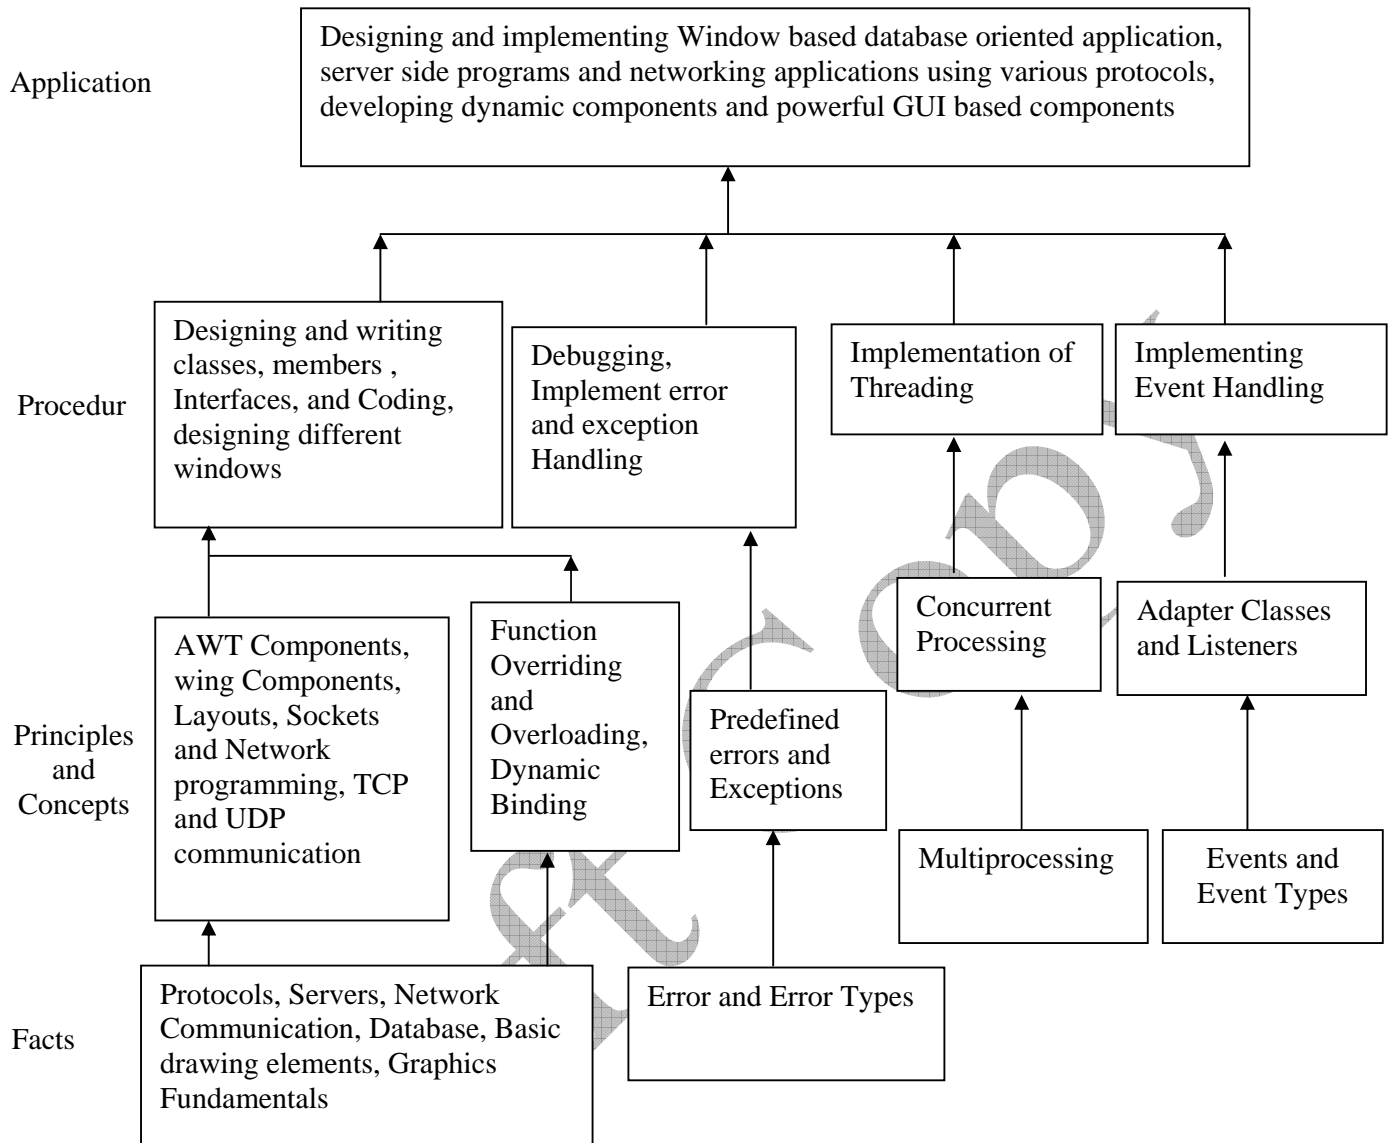 Designing and implementing Window based database oriented application,
server side programs and networking applications using various protocols,
developing dynamic components and powerful GUI based components
Application
Designing and writing
classes, members ,
Interfaces, and Coding,
designing different
windows
Debugging,
Implement error
and exception
Handling
Implementation of
Threading
Implementing
Event Handling
Procedur
AWT Components,
wing Components,
Layouts, Sockets
and Network
programming, TCP
and UDP
communication
Function
Overriding
and
Overloading,
Dynamic
Binding
Predefined
errors and
Exceptions
Concurrent
Processing
Adapter Classes
and Listeners
Principles
and
Concepts
Multiprocessing
Events and
Event Types
Protocols, Servers, Network
Communication, Database, Basic
drawing elements, Graphics
Fundamentals
Error and Error Types
Facts
ft Copy